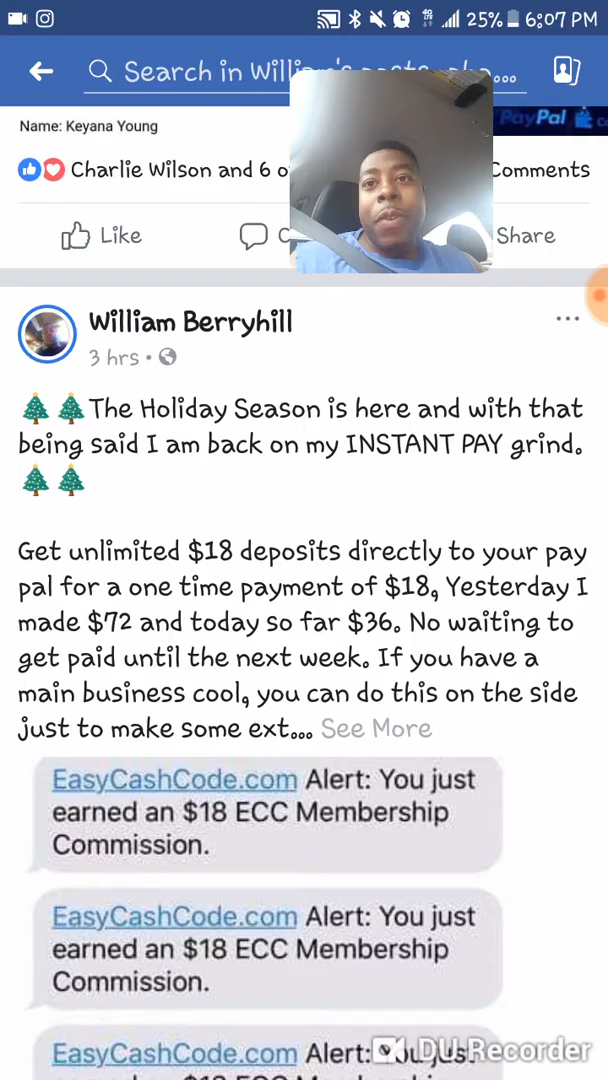 25% 6:07 PM
Search in William's posts, pho...
PayPal
Name: Keyana Young
Charlie Wilson and 6 o
Comments
Like
C
Share
William Berryhill
3 hrs
The Holiday Season is here and with that
being said I am back on my INSTANT PAY grind.
Get unlimited $18 deposits directly to your pay
pal for a one time payment of $18, Yesterday I
made $72 and today so far $36. No waiting to
get paid until the next week. If you have a
main business cool, you can do this on the side
just to make some ext... See More
EasyCashCode.com Alert: You just
earned an $18 ECC Membership
Commission.
EasyCashCode.com Alert: You just
earned an $18 ECC Membership
Commission.
EasyCashCode.com Alert: You just
DU Recorder